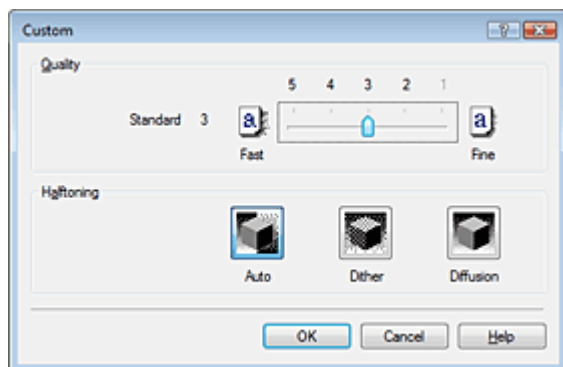 Custom
Quality
5 4 3 2 1
Standard 3 a a
Fast Fine
Halftoning
Auto Dither Diffusion
OK Cancel Help